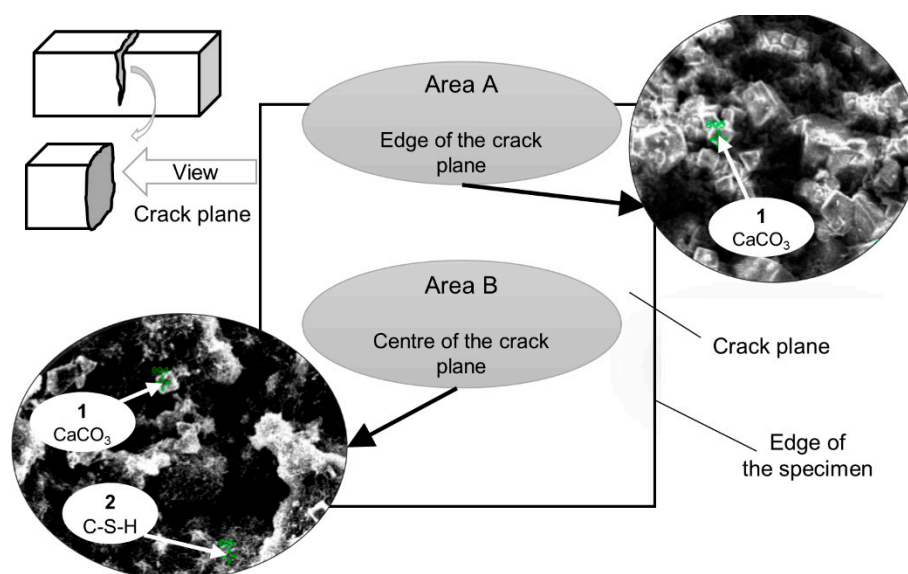 Area A
Edge of the crack
plane
View
Crack plane
1
CaCO₃
Area B
Centre of the crack
plane
Crack plane
1
CaCO₃
Edge of
the specimen
2
C-S-H